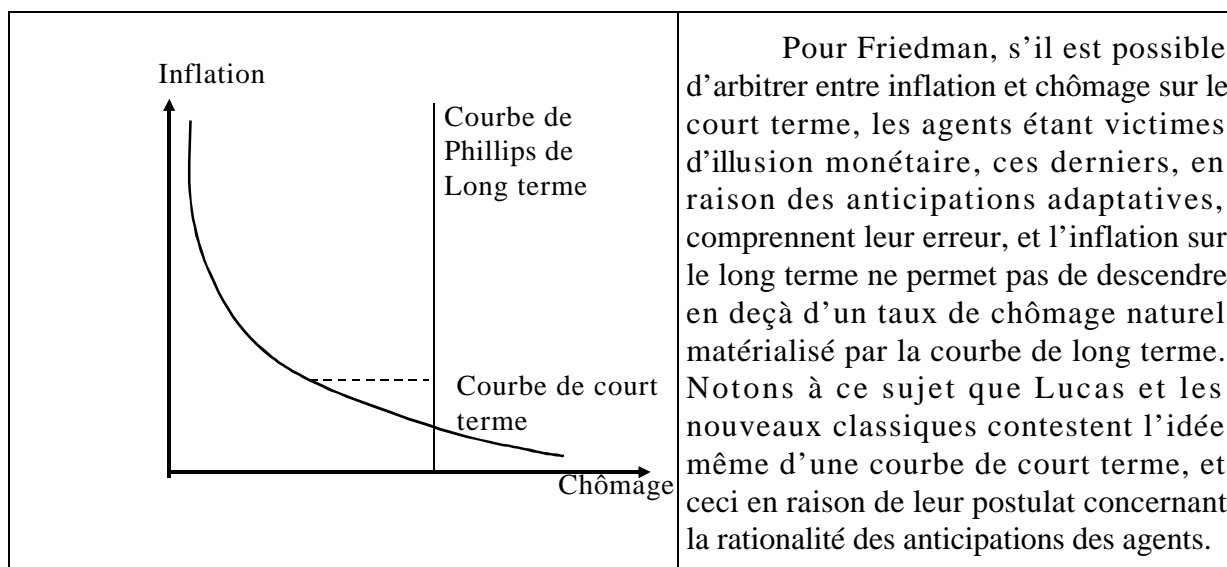 Inflation
Courbe de
Phillips de
Long terme
Courbe de court
terme
Chômage
Pour Friedman, s’il est possible
d’arbitrer entre inflation et chômage sur le
court terme, les agents étant victimes
d’illusion monétaire, ces derniers, en
raison des anticipations adaptatives,
comprennent leur erreur, et l’inflation sur
le long terme ne permet pas de descendre
en deçà d’un taux de chômage naturel
matérialisé par la courbe de long terme.
Notons à ce sujet que Lucas et les
nouveaux classiques contestent l’idée
même d’une courbe de court terme, et
ceci en raison de leur postulat concernant
la rationalité des anticipations des agents.